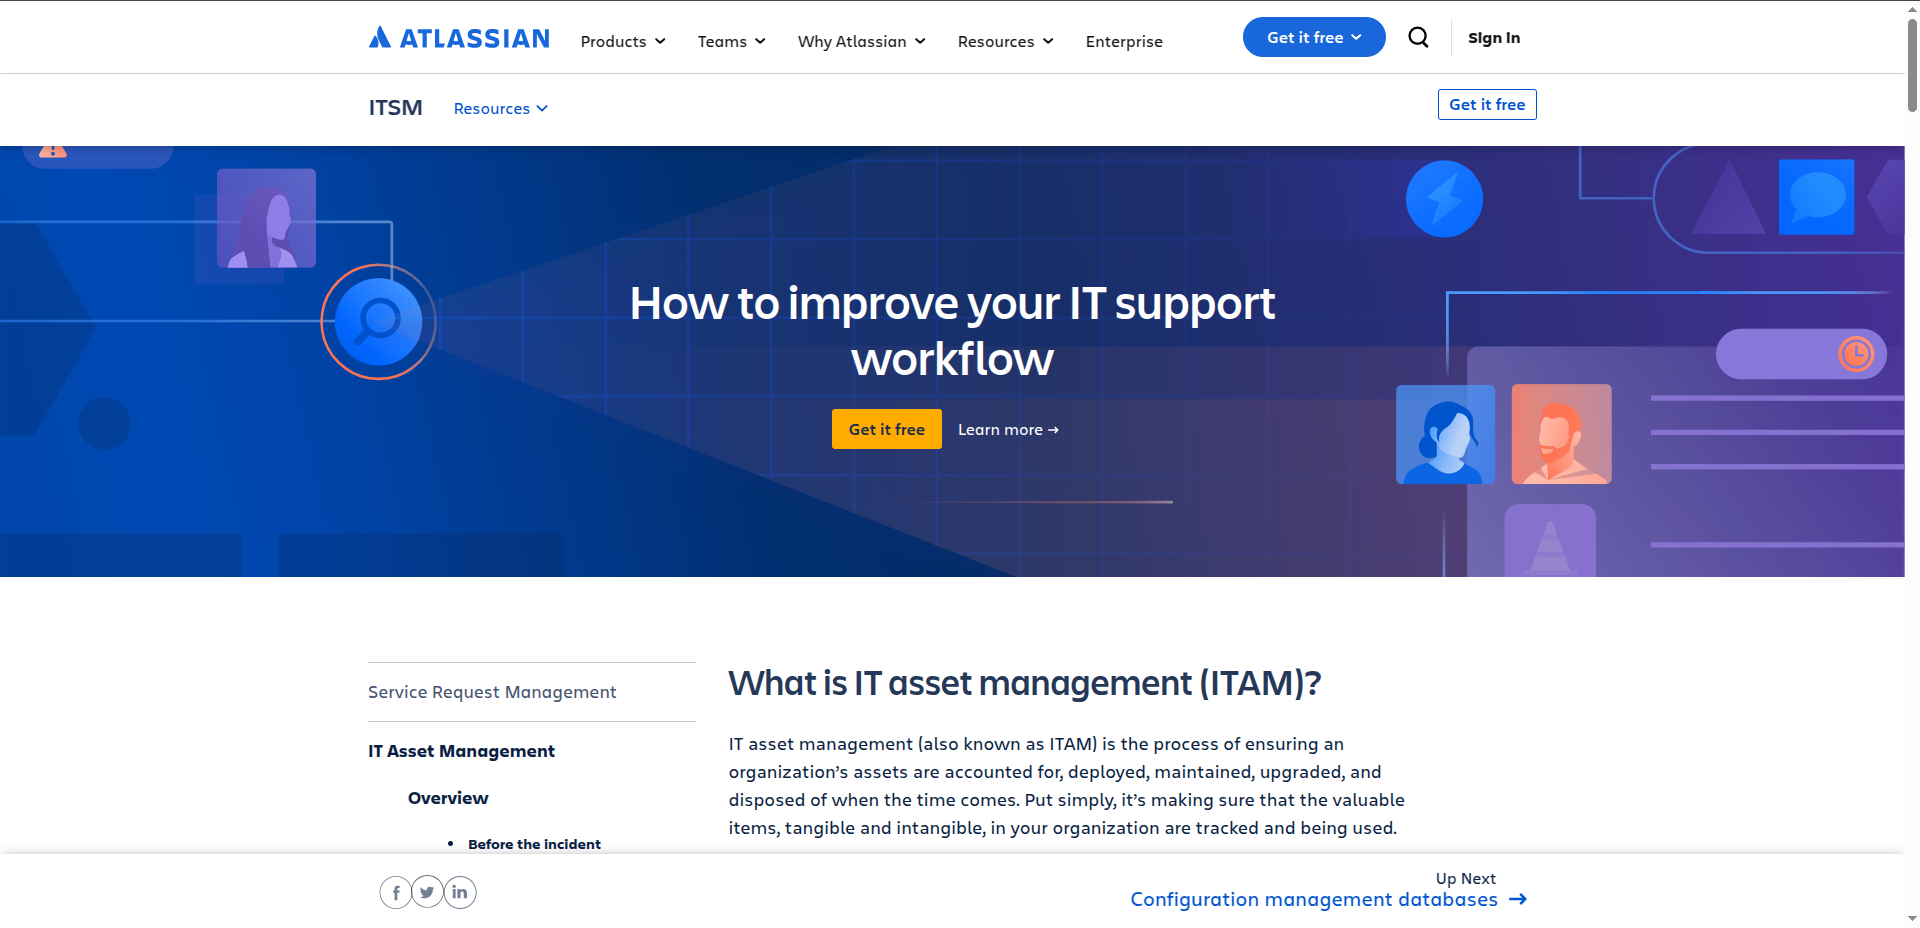 ATLASSIAN
Products
Teams
Why Atlassian
Resources
Enterprise
Get it free
Sign In
ITSM
Resources
Get it free
How to improve your IT support
workflow
Get it free
Learn more →
Service Request Management
IT Asset Management
Overview
• Before the incident
What is IT asset management (ITAM)?
IT asset management (also known as ITAM) is the process of ensuring an
organization’s assets are accounted for, deployed, maintained, upgraded, and
disposed of when the time comes. Put simply, it’s making sure that the valuable
items, tangible and intangible, in your organization are tracked and being used.
Up Next
Configuration management databases →